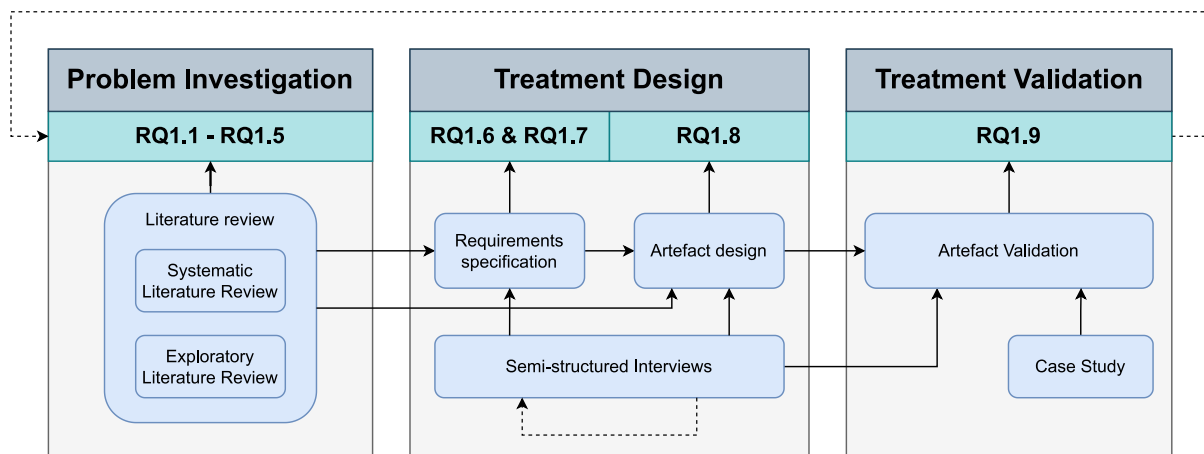 Problem Investigation
RQ1.1 - RQ1.5
Literature review
Systematic
Literature Review
Exploratory
Literature Review
Treatment Design
RQ1.6 & RQ1.7
RQ1.8
Requirements
specification
Artefact design
Semi-structured Interviews
Treatment Validation
RQ1.9
Artefact Validation
Case Study